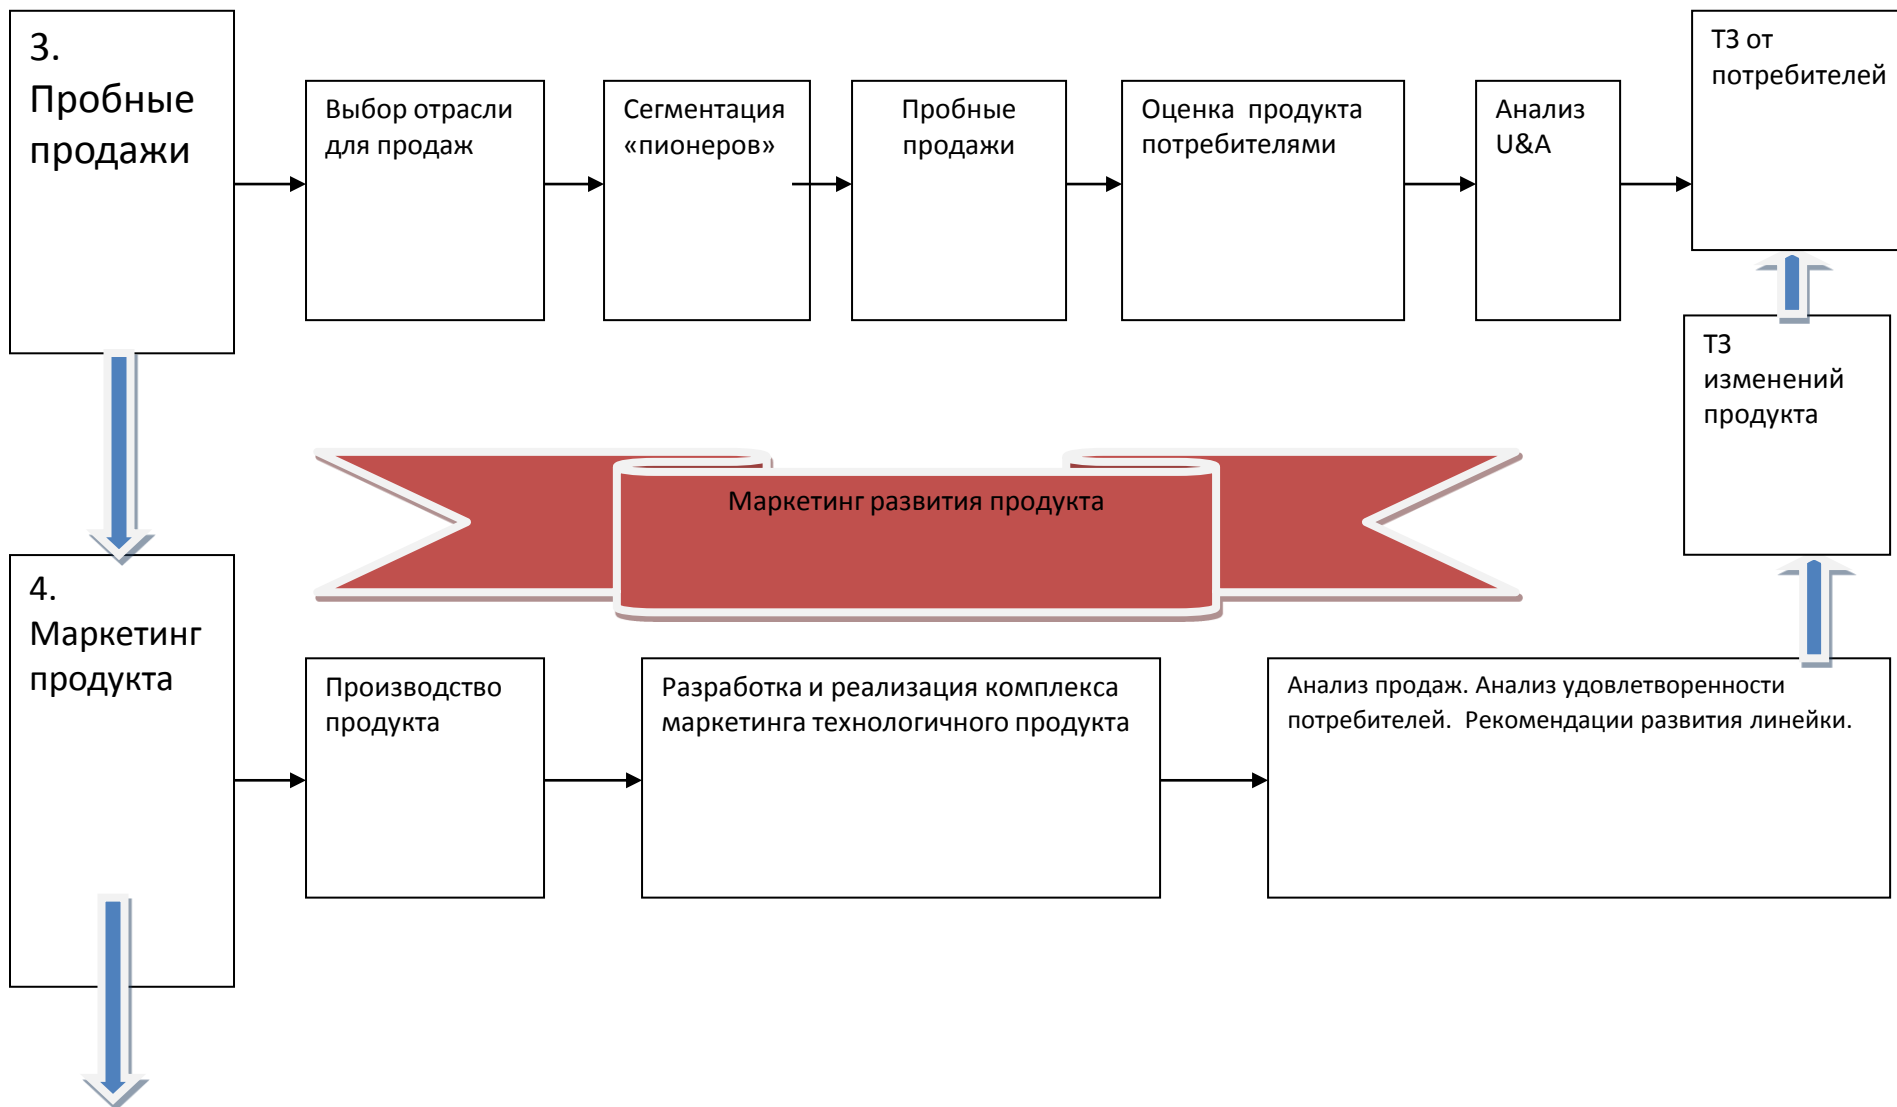 3.
Пробные
продажи
Выбор отрасли
для продаж
Сегментация
«пионеров»
Пробные
продажи
Оценка  продукта
потребителями
Анализ
U&A
ТЗ от
потребителей
ТЗ
изменений
продукта
Маркетинг развития продукта
4.
Маркетинг
продукта
Производство
продукта
Разработка и реализация комплекса
маркетинга технологичного продукта
Анализ продаж. Анализ удовлетворенности
потребителей.  Рекомендации развития линейки.